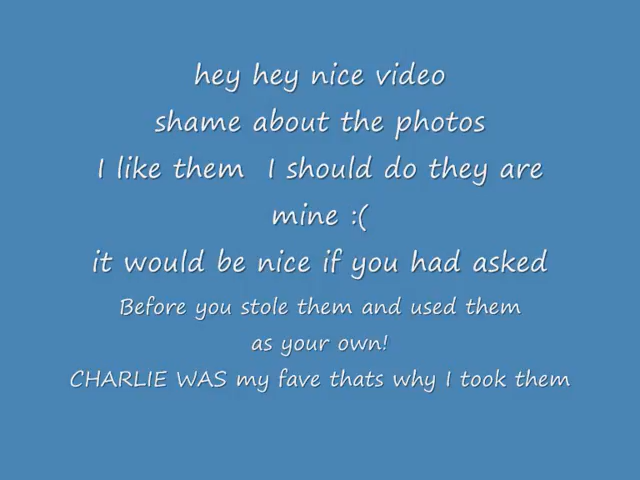 hey hey nice video
shame about the photos
I like them  I should do they are
mine :(
it would be nice if you had asked
Before you stole them and used them
as your own!
CHARLIE WAS my fave thats why I took them